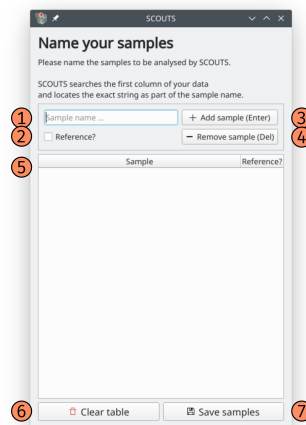 SCOUTS
Name your samples
Please name the samples to be analysed by SCOUTS.
SCOUTS searches the first column of your data
and locates the exact string as part of the sample name.
1 Sample name ... + Add sample (Enter) 3
2 Reference? − Remove sample (Del) 4
5 Sample Reference?
6 Clear table Save samples 7